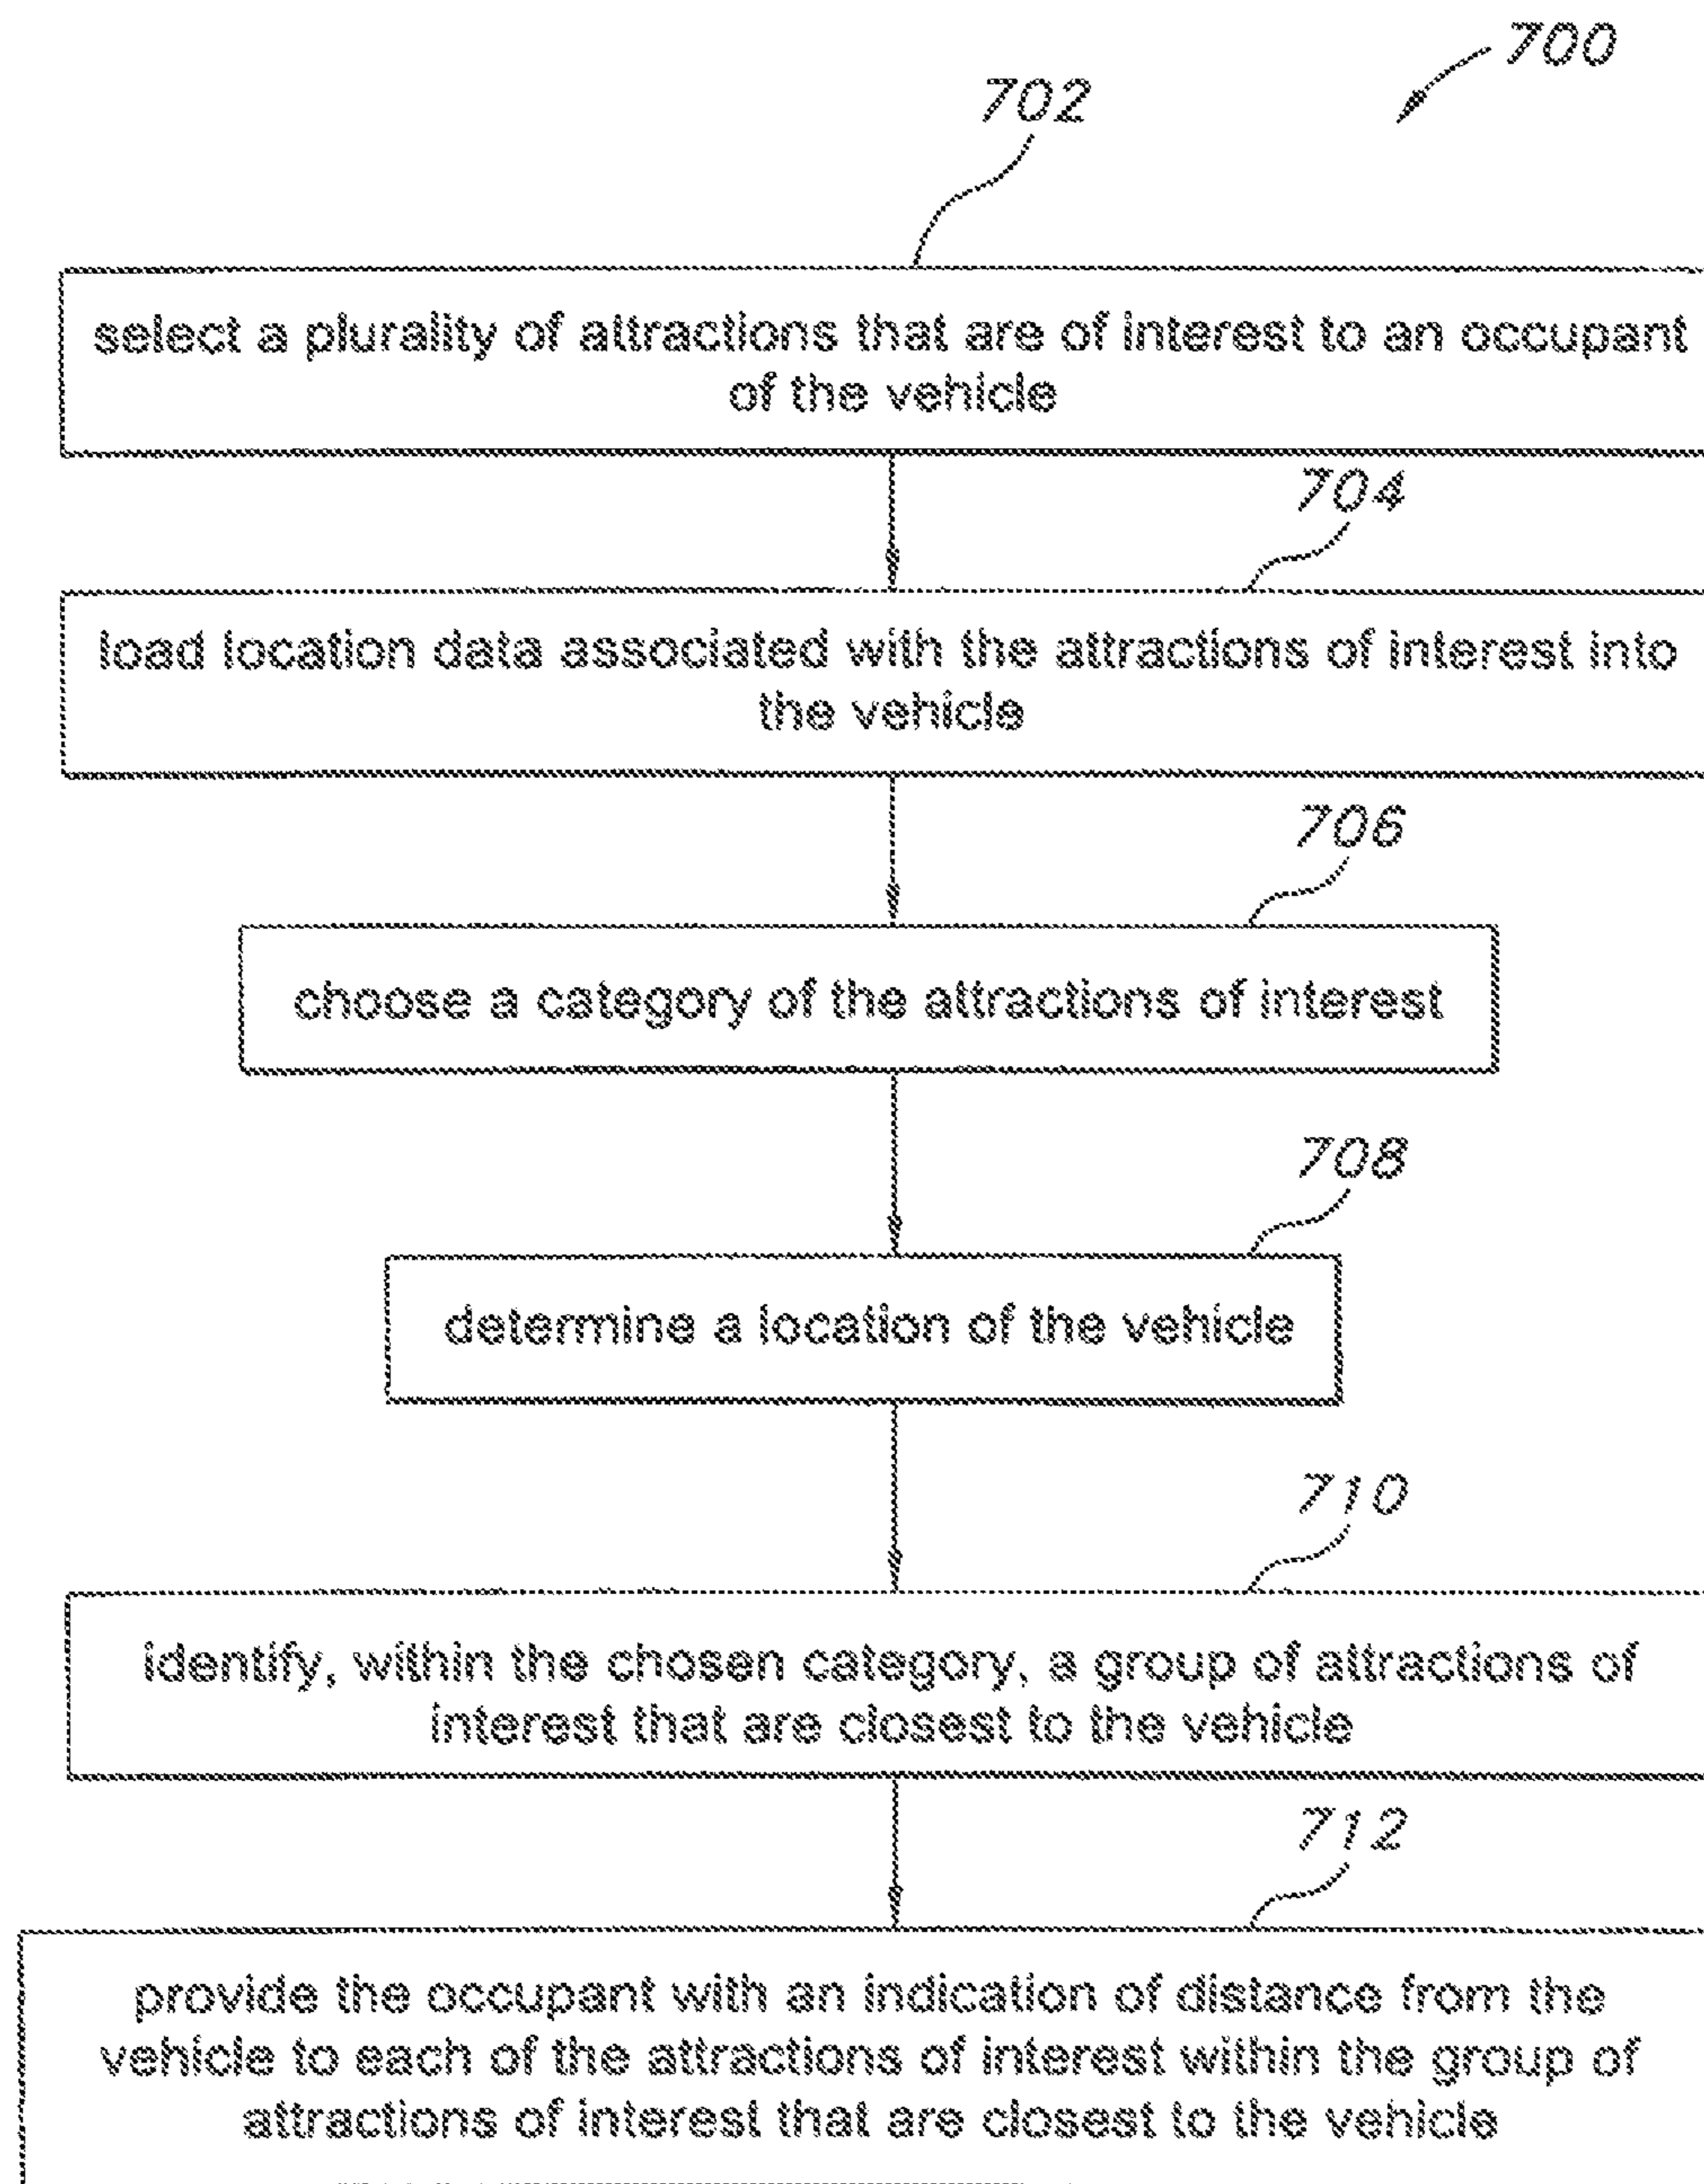 700
702
select a plurality of attractions that are of interest to an occupant
of the vehicle
704
load location data associated with the attractions of interest into
the vehicle
706
choose a category of the attractions of interest
708
determine a location of the vehicle
710
identify, within the chosen category, a group of attractions of
interest that are closest to the vehicle
712
provide the occupant with an indication of distance from the
vehicle to each of the attractions of interest within the group of
attractions of interest that are closest to the vehicle